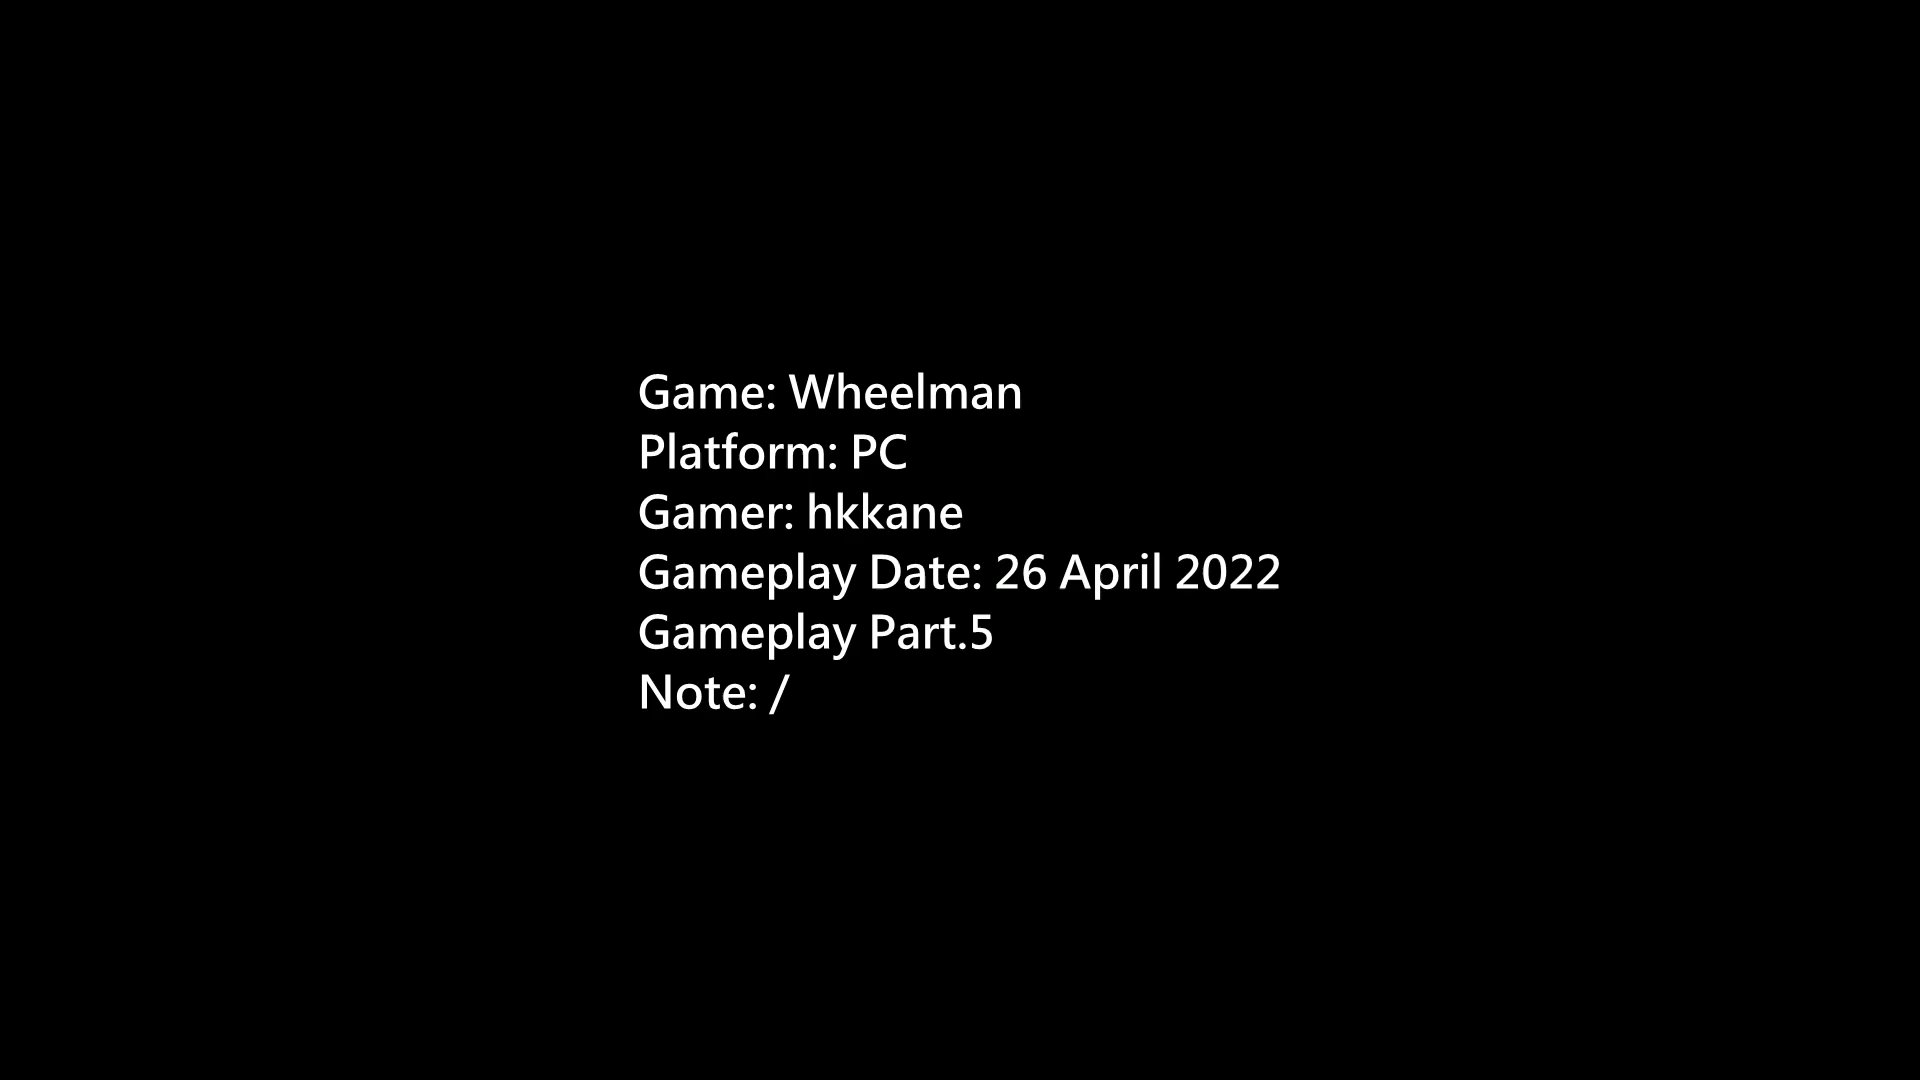 Game: Wheelman
Platform: PC
Gamer: hkkane
Gameplay Date: 26 April 2022
Gameplay Part.5
Note: /